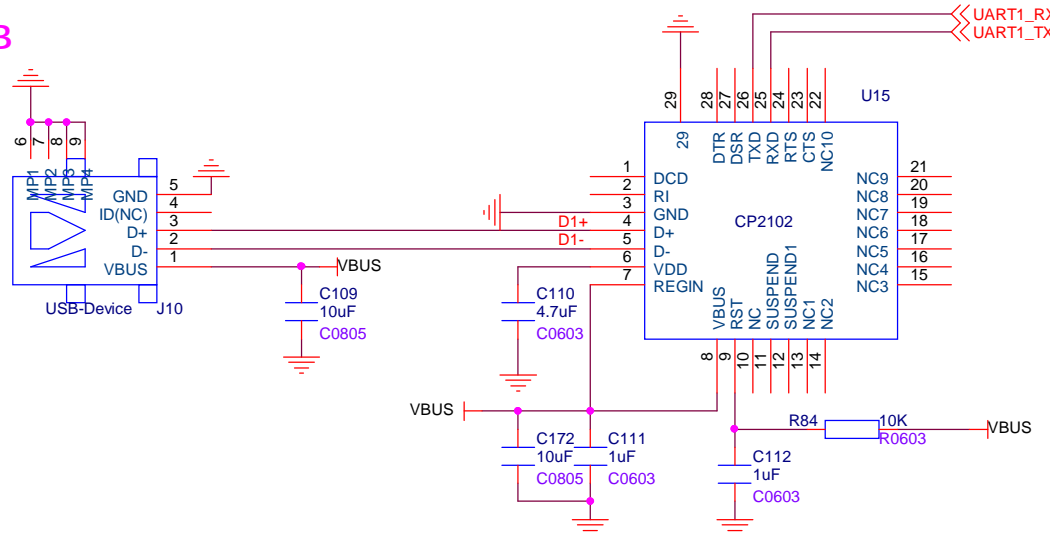 B
UART1_RX
UART1_TX
29
28
27
26
25
24
23
22
U15
29
DTR
DSR
TXD
RXD
RTS
CTS
NC10
6
7
8
9
MP1
MP2
MP3
MP4
GND 5
ID(NC) 4
D+ 3
D- 2
VBUS 1
USB-Device J10
VBUS
C109
10uF
C0805
D1+
D1-
1 DCD
2 RI
3 GND
4 D+
5 D-
6 VDD
7 REGIN
CP2102
NC9 21
NC8 20
NC7 19
NC6 18
NC5 17
NC4 16
NC3 15
VBUS
RST
NC
SUSPEND
SUSPEND1
NC1
NC2
8
9
10
11
12
13
14
C110
4.7uF
C0603
VBUS
C172
10uF
C0805
C111
1uF
C0603
R84 10K
R0603
VBUS
C112
1uF
C0603